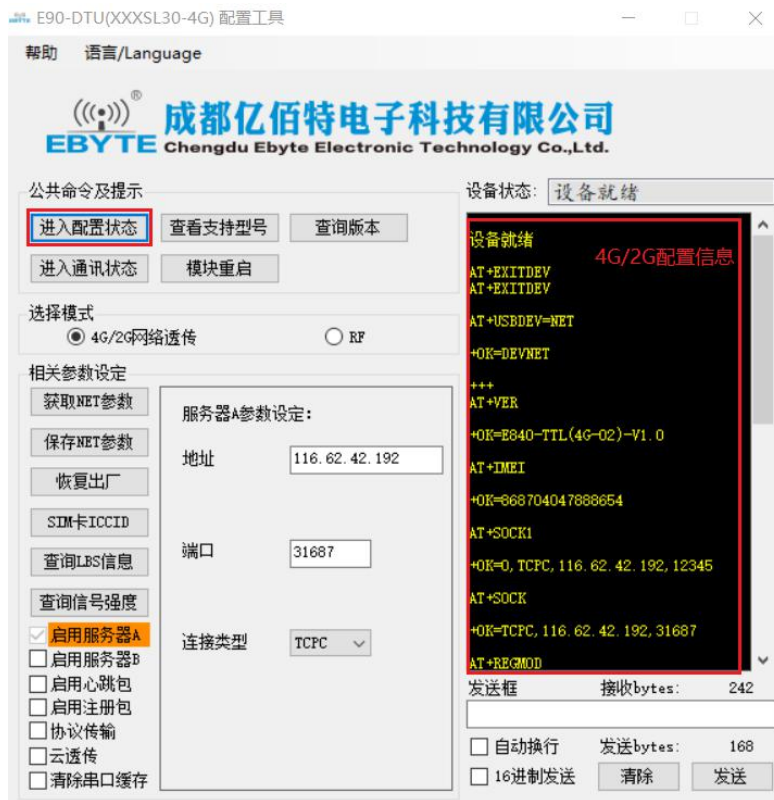 E90-DTU(XXXSL30-4G) 配置工具
帮助 语言/Language
®
EBYTE
成都亿佰特电子科技有限公司
Chengdu Ebyte Electronic Technology Co.,Ltd.
公共命令及提示
进入配置状态 查看支持型号 查询版本
进入通讯状态 模块重启
选择模式
4G/2G网络透传 RF
相关参数设定
获取NET参数
保存NET参数
恢复出厂
SIM卡ICCID
查询LBS信息
查询信号强度
启用服务器A
启用服务器B
启用心跳包
启用注册包
协议传输
云透传
清除串口缓存
服务器A参数设定:
地址 116.62.42.192
端口 31687
连接类型 TCPC
设备状态: 设备就绪
设备就绪
4G/2G配置信息
AT+EXITDEV
AT+EXITDEV
AT+USBDEV=NET
+OK=DEVNET
+++
AT+VER
+OK=E840-TTL(4G-02)-V1.0
AT+IMEI
+OK=868704047888654
AT+SOCK1
+OK=0,TCPC,116.62.42.192,12345
AT+SOCK
+OK=TCPC,116.62.42.192,31687
AT+REGMOD
发送框 接收bytes: 242
自动换行 发送bytes: 168
16进制发送 清除 发送